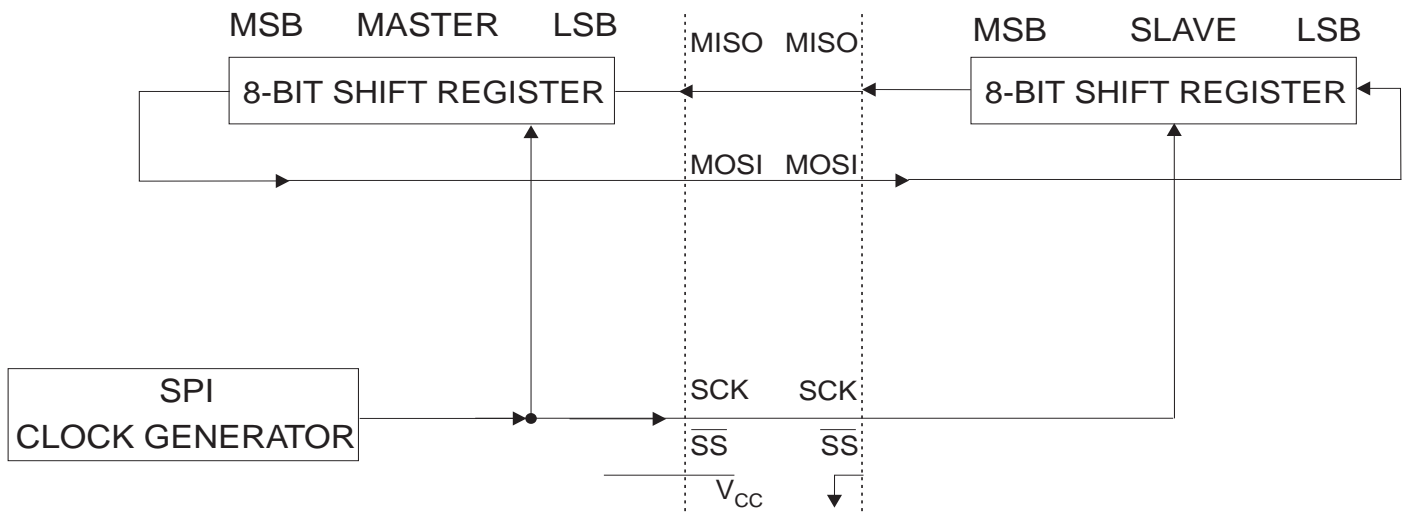 MSB MASTER LSB
MISO MISO
MSB SLAVE LSB
8-BIT SHIFT REGISTER
8-BIT SHIFT REGISTER
MOSI MOSI
SPI
CLOCK GENERATOR
SCK SCK
SS SS
VCC